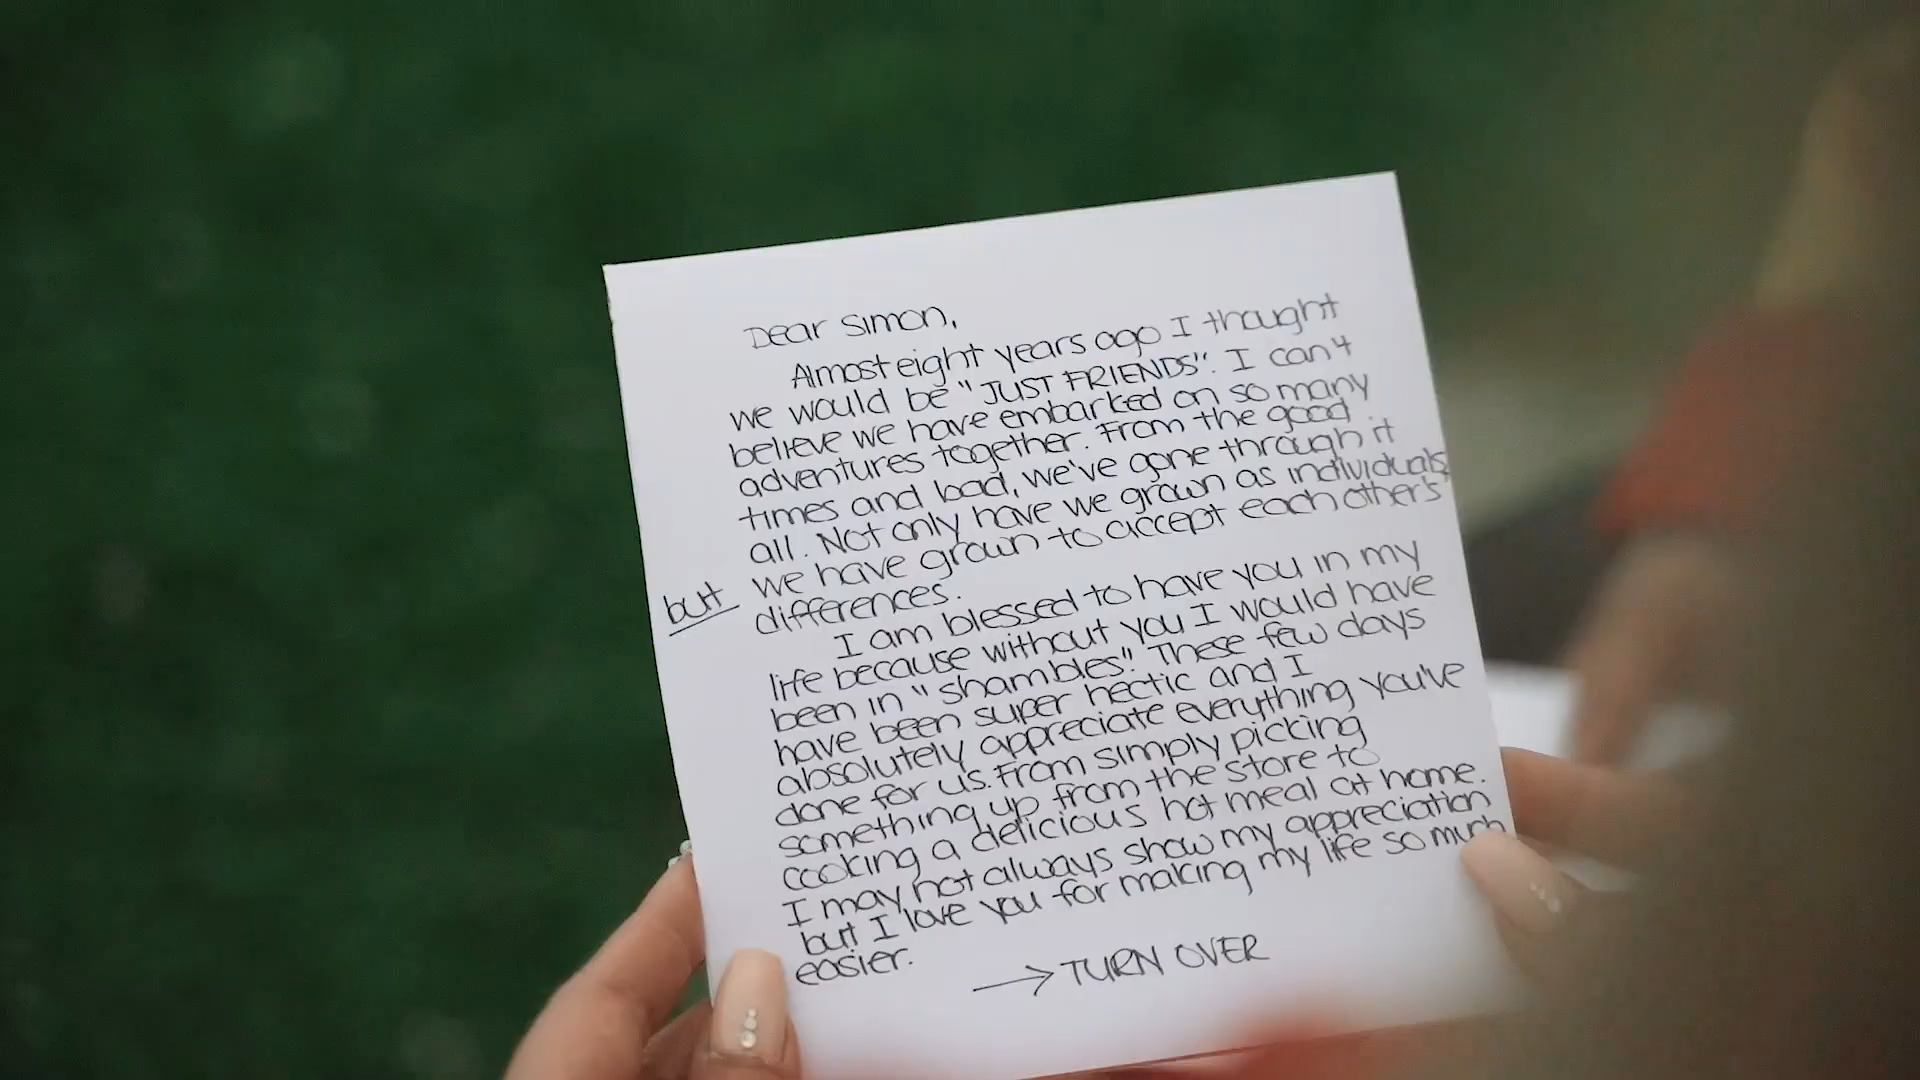 Dear Simon,
Almost eight years ago I thought
we would be "JUST FRIENDS". I can't
believe we have embarked on so many
adventures together. From the good
times and bad, we've gone through it
all. Not only have we grown as individuals
but we have grown to accept each others'
differences.
I am blessed to have you in my
life because without you I would have
been in "shambles". These few days
have been super hectic and I
absolutely appreciate everything you've
done for us. From simply picking
something up from the store to
cooking a delicious hot meal at home.
I may not always show my appreciation
but I love you for making my life so much
easier.
→ TURN OVER